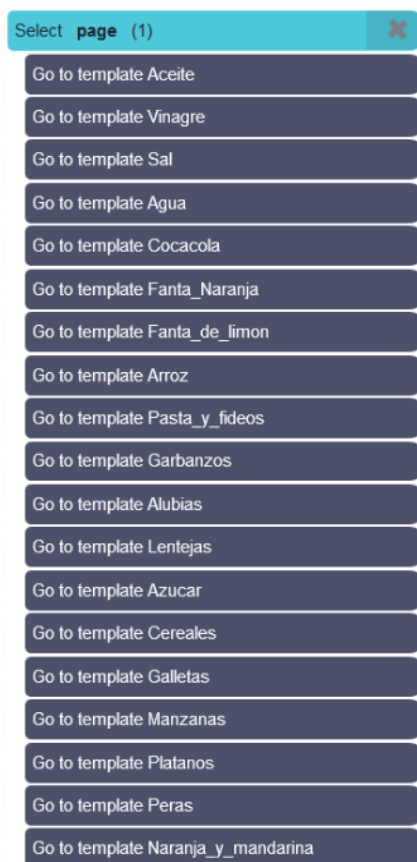 Select page (1)
Go to template Aceite
Go to template Vinagre
Go to template Sal
Go to template Agua
Go to template Cocacola
Go to template Fanta_Naranja
Go to template Fanta_de_limon
Go to template Arroz
Go to template Pasta_y_fideos
Go to template Garbanzos
Go to template Alubias
Go to template Lentejas
Go to template Azucar
Go to template Cereales
Go to template Galletas
Go to template Manzanas
Go to template Platanos
Go to template Peras
Go to template Naranja_y_mandarina